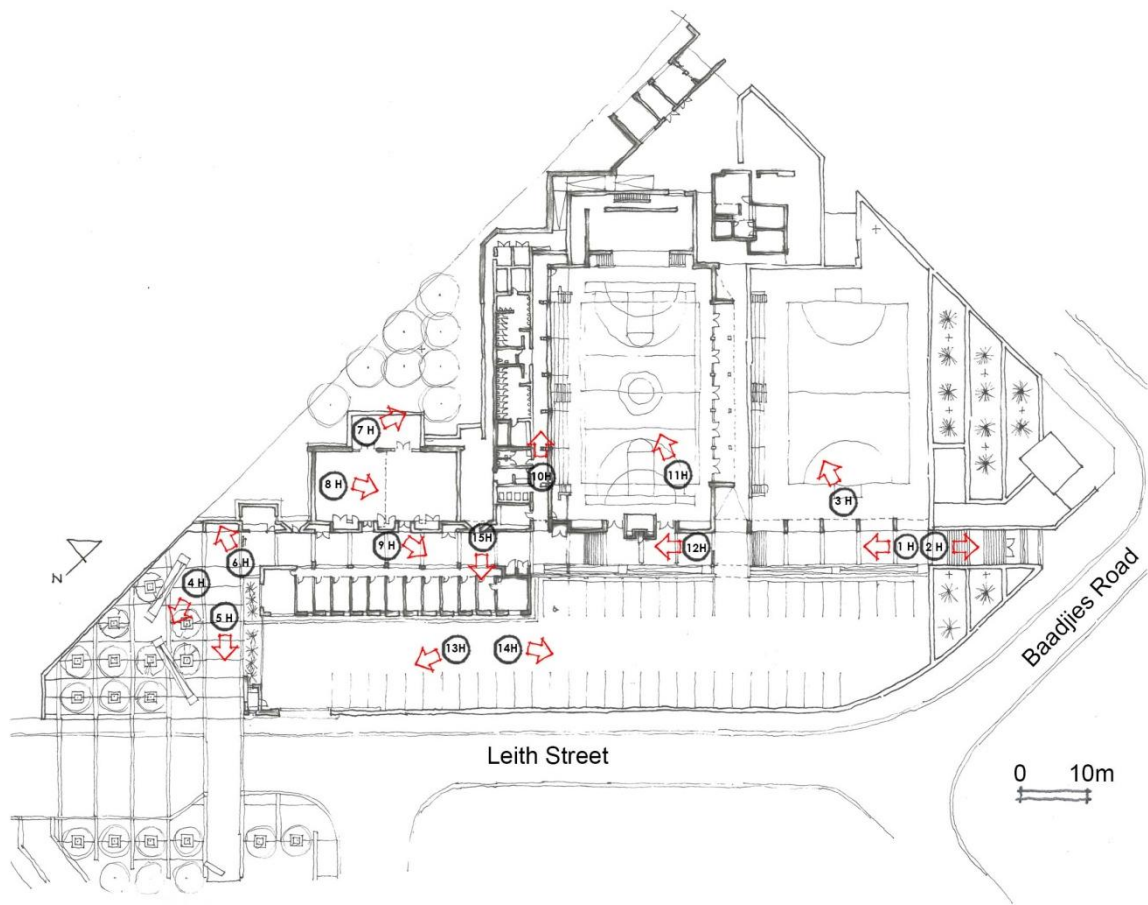 7 H
8 H
10H
11H
3 H
6 H
9 H
15H
12H
1 H
2 H
4 H
5 H
13H
14H
N
Baadjies Road
Leith Street
0 10m